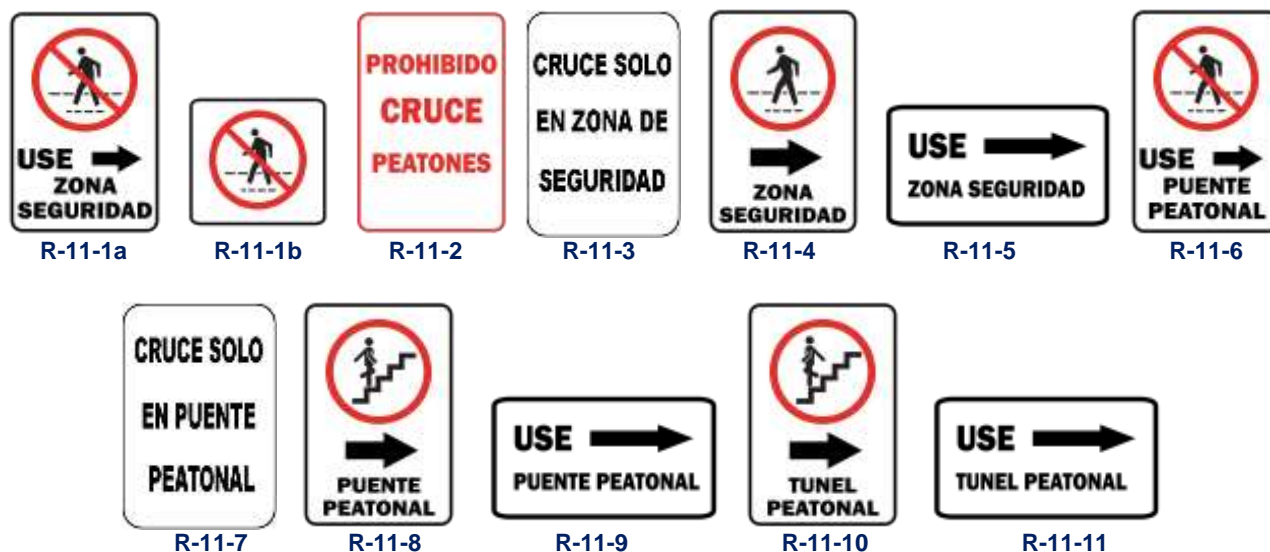 USE
ZONA
SEGURIDAD
R-11-1a
R-11-1b
PROHIBIDO
CRUCE
PEATONES
R-11-2
CRUCE SOLO
EN ZONA DE
SEGURIDAD
R-11-3
ZONA
SEGURIDAD
R-11-4
USE
ZONA SEGURIDAD
R-11-5
USE
PUENTE
PEATONAL
R-11-6
CRUCE SOLO
EN PUENTE
PEATONAL
R-11-7
PUENTE
PEATONAL
R-11-8
USE
PUENTE PEATONAL
R-11-9
TUNEL
PEATONAL
R-11-10
USE
TUNEL PEATONAL
R-11-11